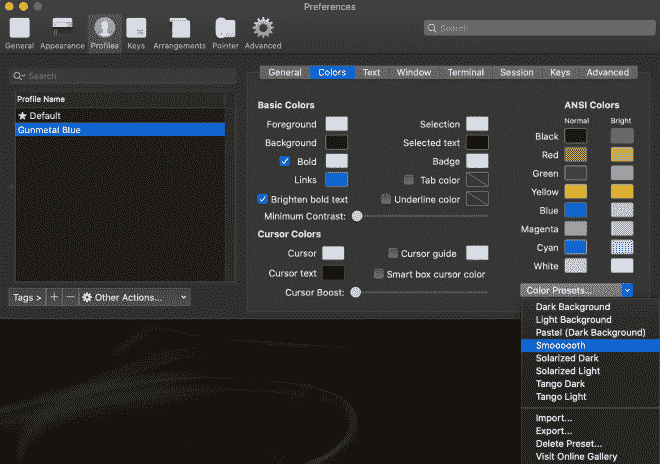 Preferences
General Appearance Profiles Keys Arrangements Pointer Advanced
Search
Search
General Colors Text Window Terminal Session Keys Advanced
Profile Name
★ Default
Gunmetal Blue
Tags > + − Other Actions...
Basic Colors
Foreground
Background
Bold
Links
Brighten bold text
Minimum Contrast:
Selection
Selected text
Badge
Tab color
Underline color
Cursor Colors
Cursor
Cursor text
Cursor Boost:
Cursor guide
Smart box cursor color
ANSI Colors
Normal Bright
Black
Red
Green
Yellow
Blue
Magenta
Cyan
White
Color Presets...
Dark Background
Light Background
Pastel (Dark Background)
Smoooooth
Solarized Dark
Solarized Light
Tango Dark
Tango Light
Import...
Export...
Delete Preset...
Visit Online Gallery